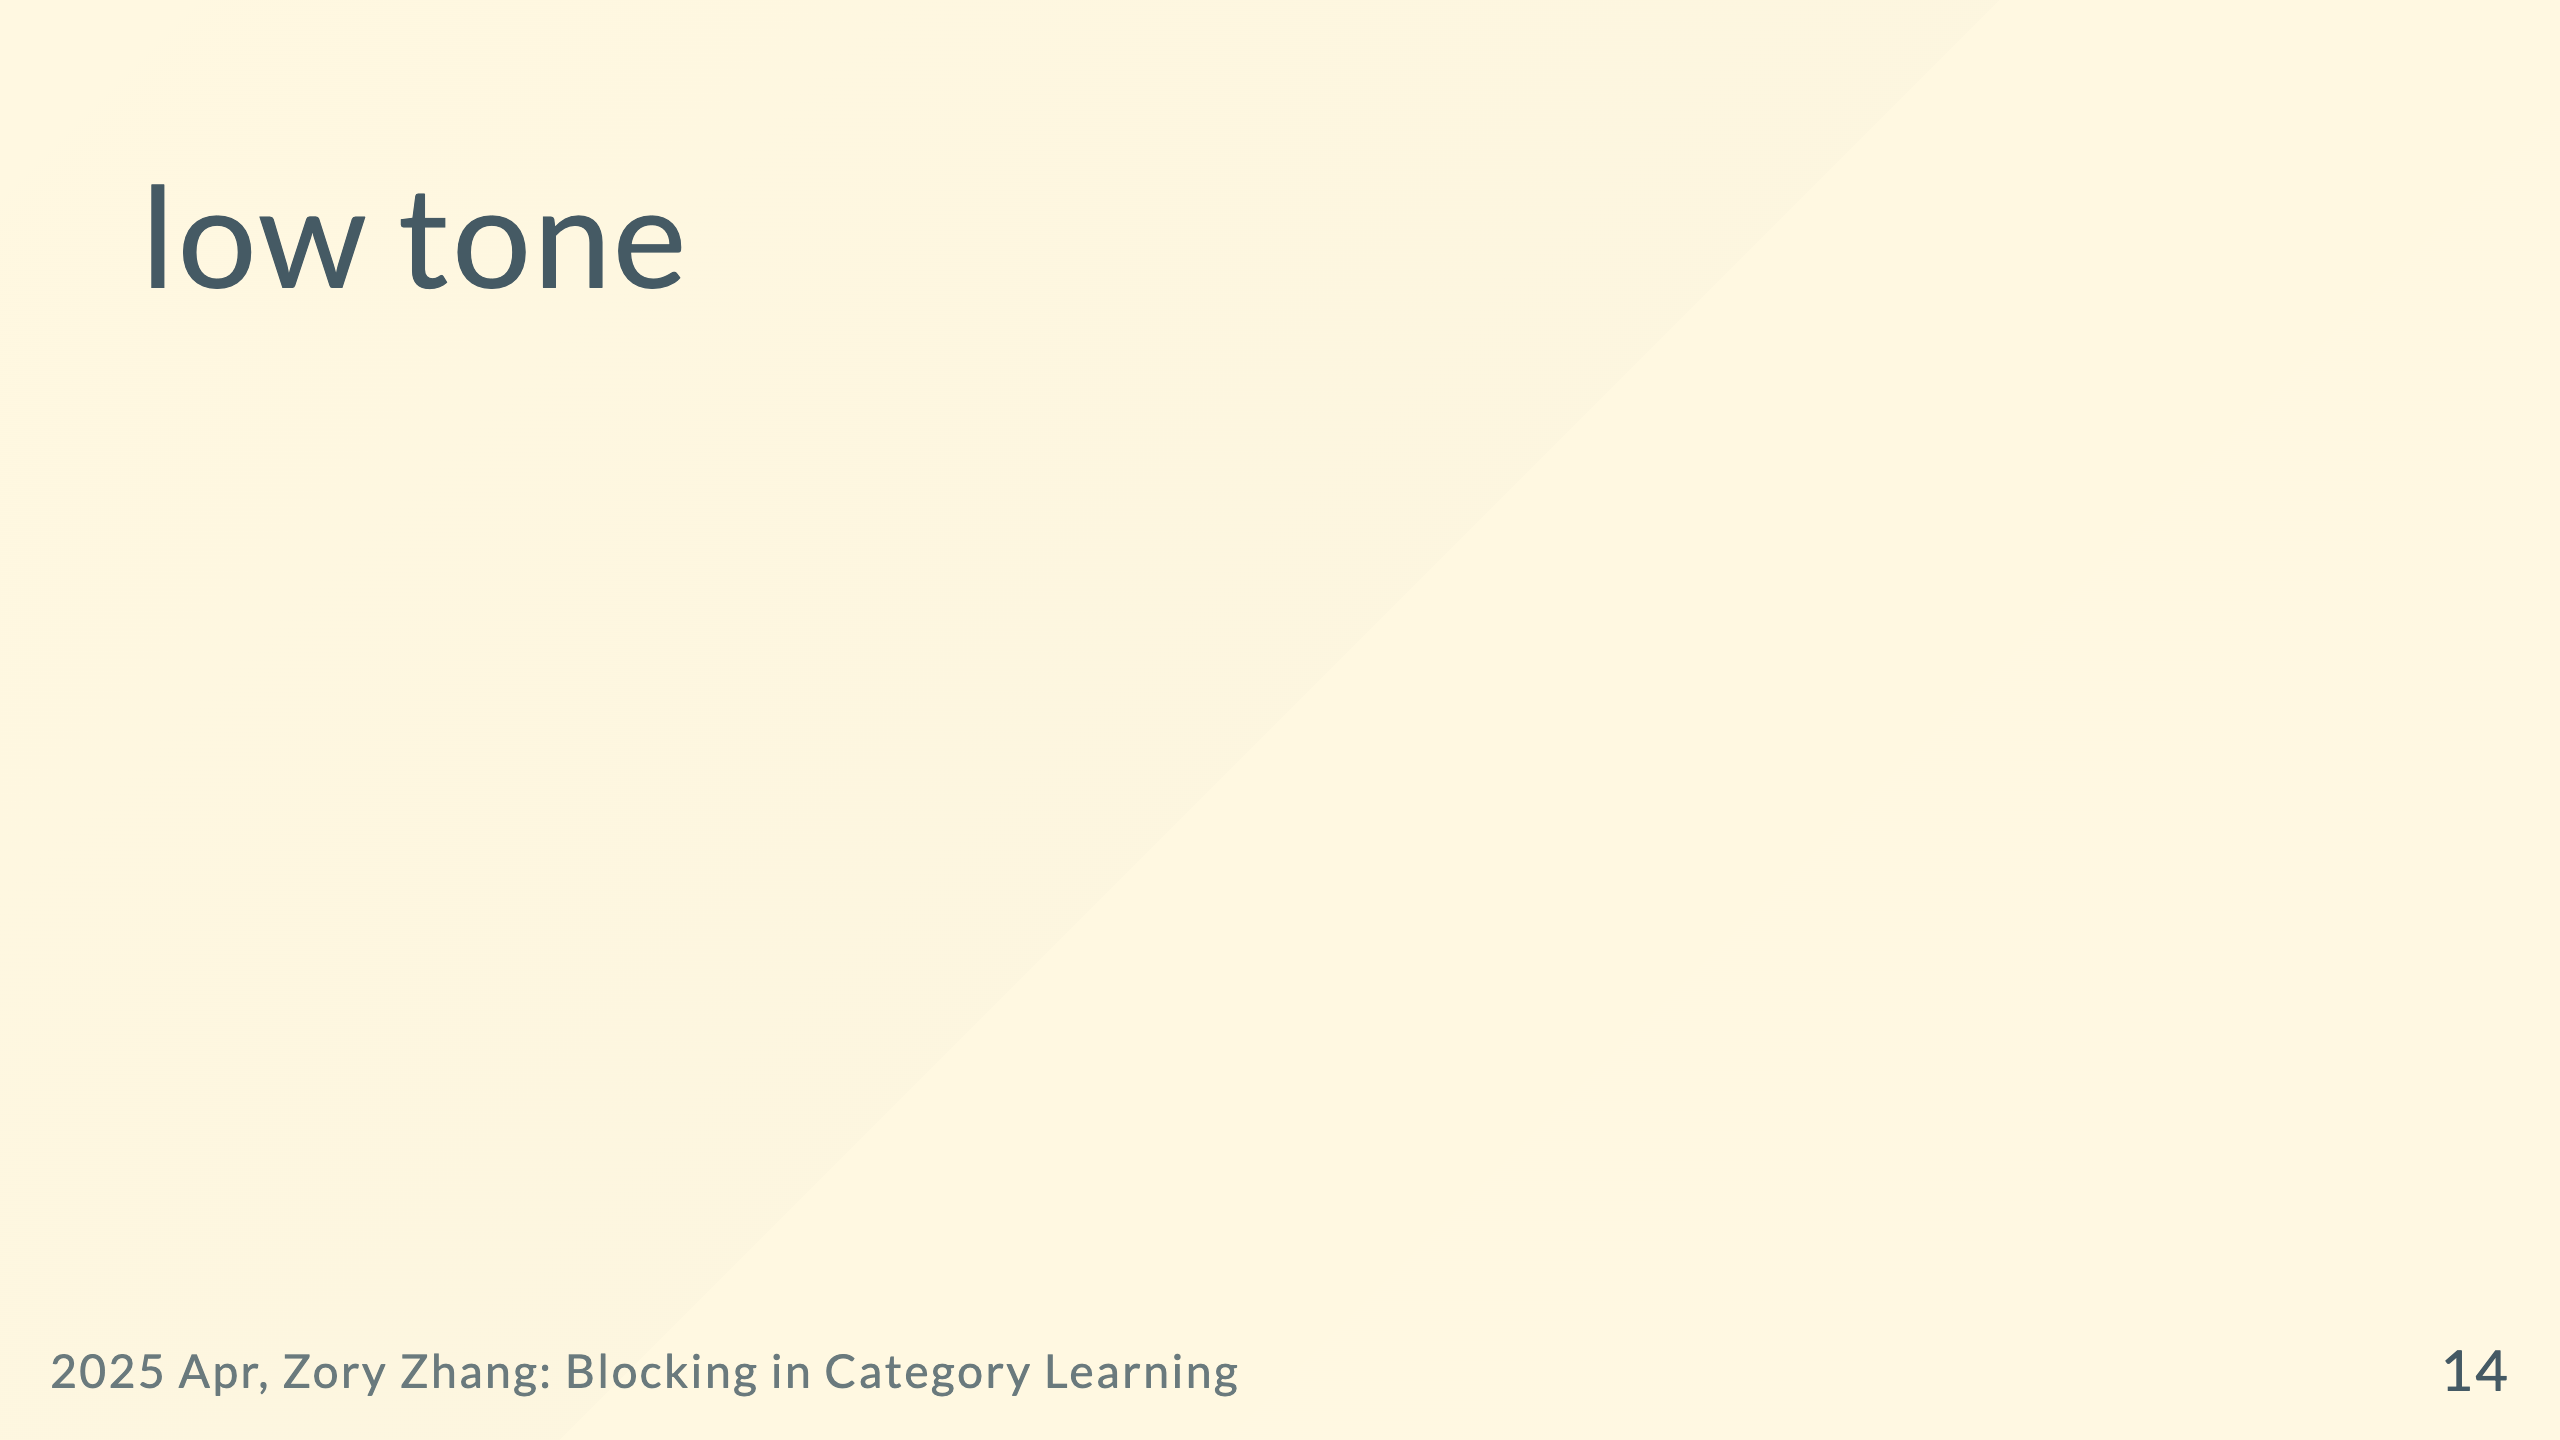 low tone
2025 Apr, Zory Zhang: Blocking in Category Learning
14